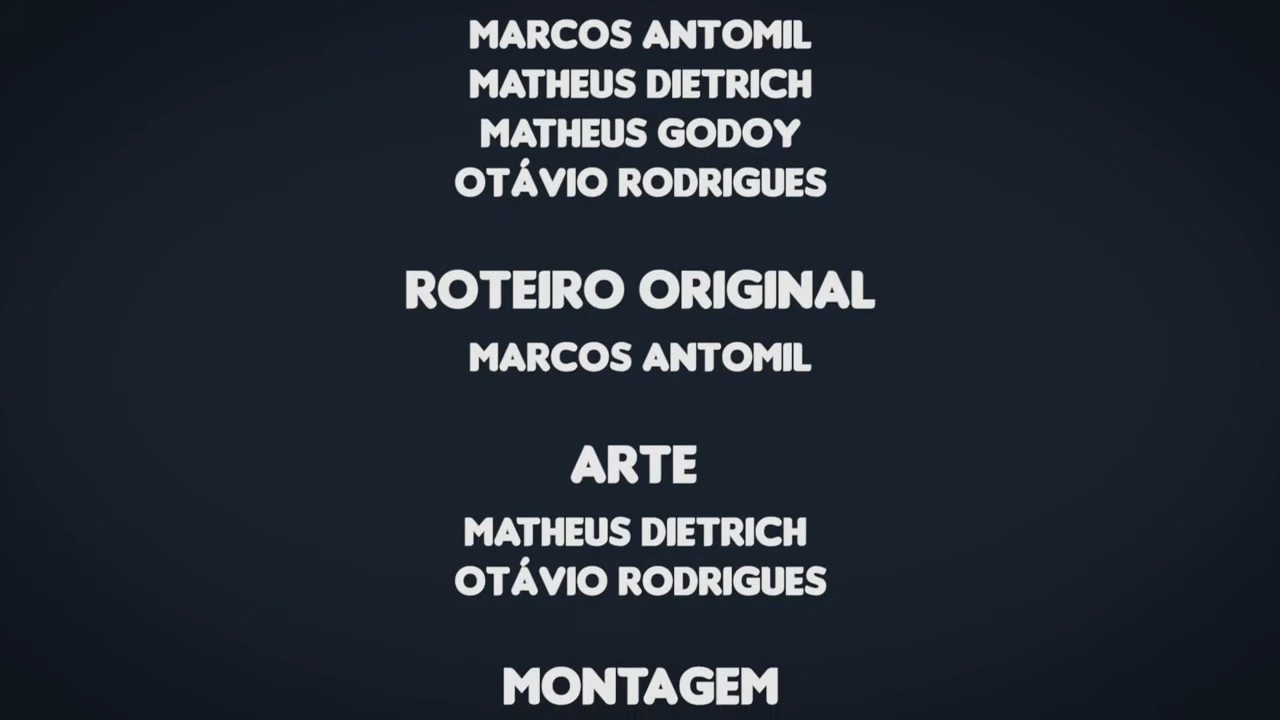 MARCOS ANTOMIL
MATHEUS DIETRICH
MATHEUS GODOY
OTÁVIO RODRIGUES
ROTEIRO ORIGINAL
MARCOS ANTOMIL
ARTE
MATHEUS DIETRICH
OTÁVIO RODRIGUES
MONTAGEM